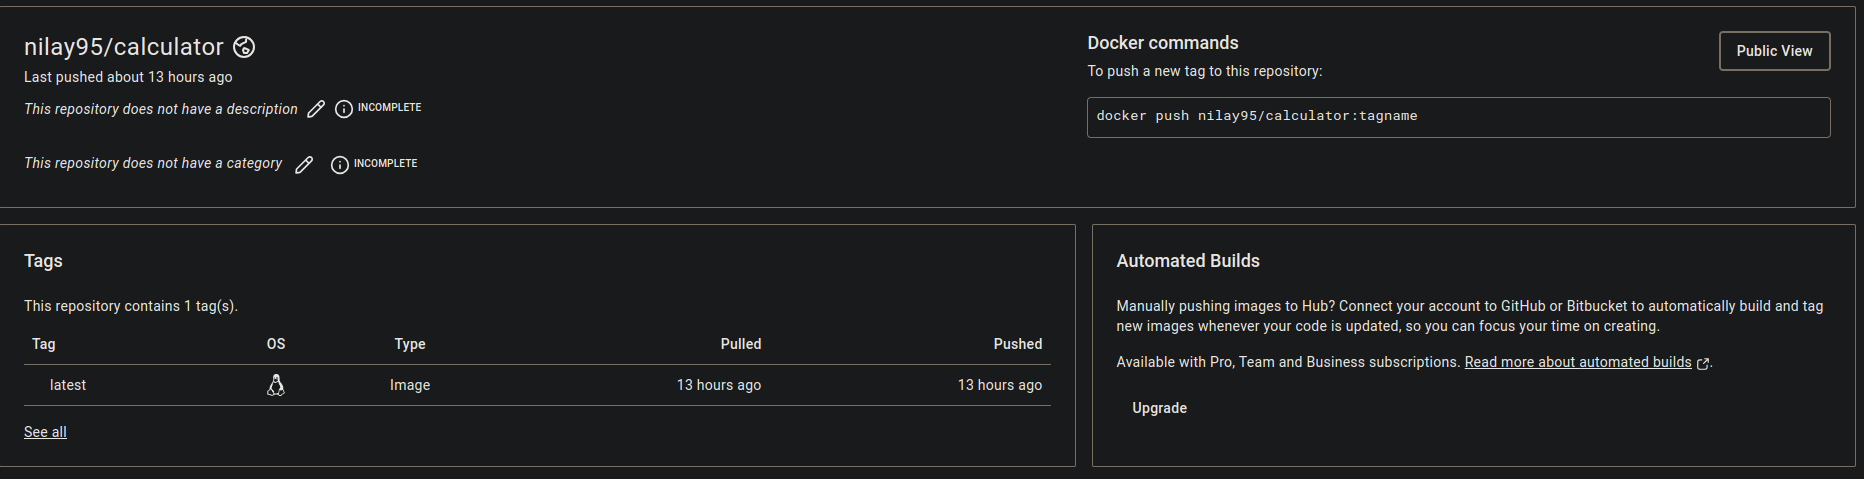 nilay95/calculator
Last pushed about 13 hours ago
This repository does not have a description INCOMPLETE
This repository does not have a category INCOMPLETE
Docker commands
To push a new tag to this repository:
Public View
docker push nilay95/calculator:tagname
Tags
This repository contains 1 tag(s).
Tag OS Type Pulled Pushed
latest Image 13 hours ago 13 hours ago
See all
Automated Builds
Manually pushing images to Hub? Connect your account to GitHub or Bitbucket to automatically build and tag
new images whenever your code is updated, so you can focus your time on creating.
Available with Pro, Team and Business subscriptions. Read more about automated builds.
Upgrade